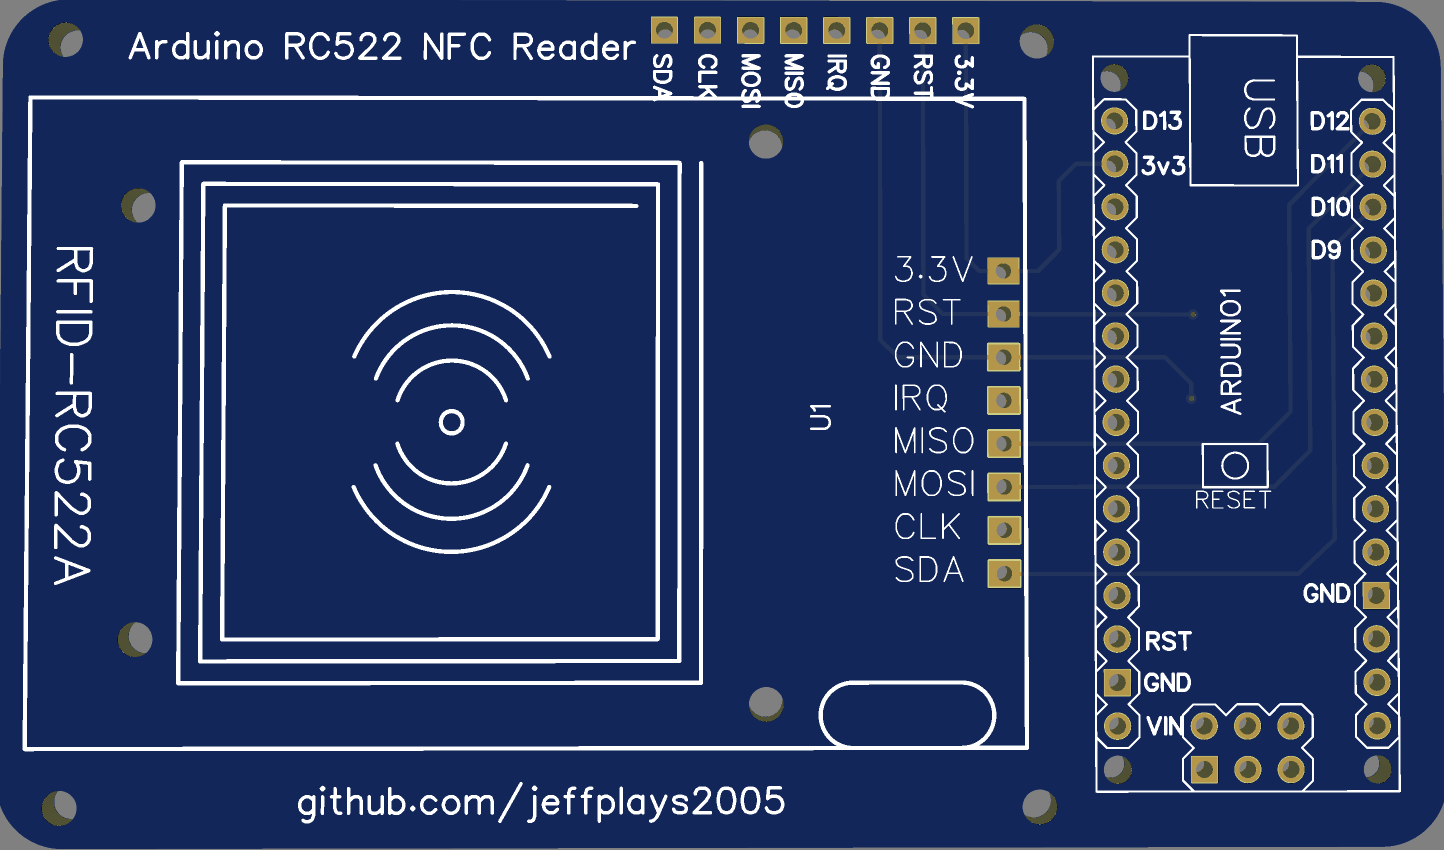 Arduino RC522 NFC Reader
SDA
CLK
MOSI
MISO
IRQ
GND
RST
3.3V
USB
D13
3v3
D12
D11
D10
D9
RFID-RC522A
3.3V
RST
GND
IRQ
MISO
MOSI
CLK
SDA
U1
ARDUINO1
RESET
GND
RST
GND
VIN
github.com/jeffplays2005